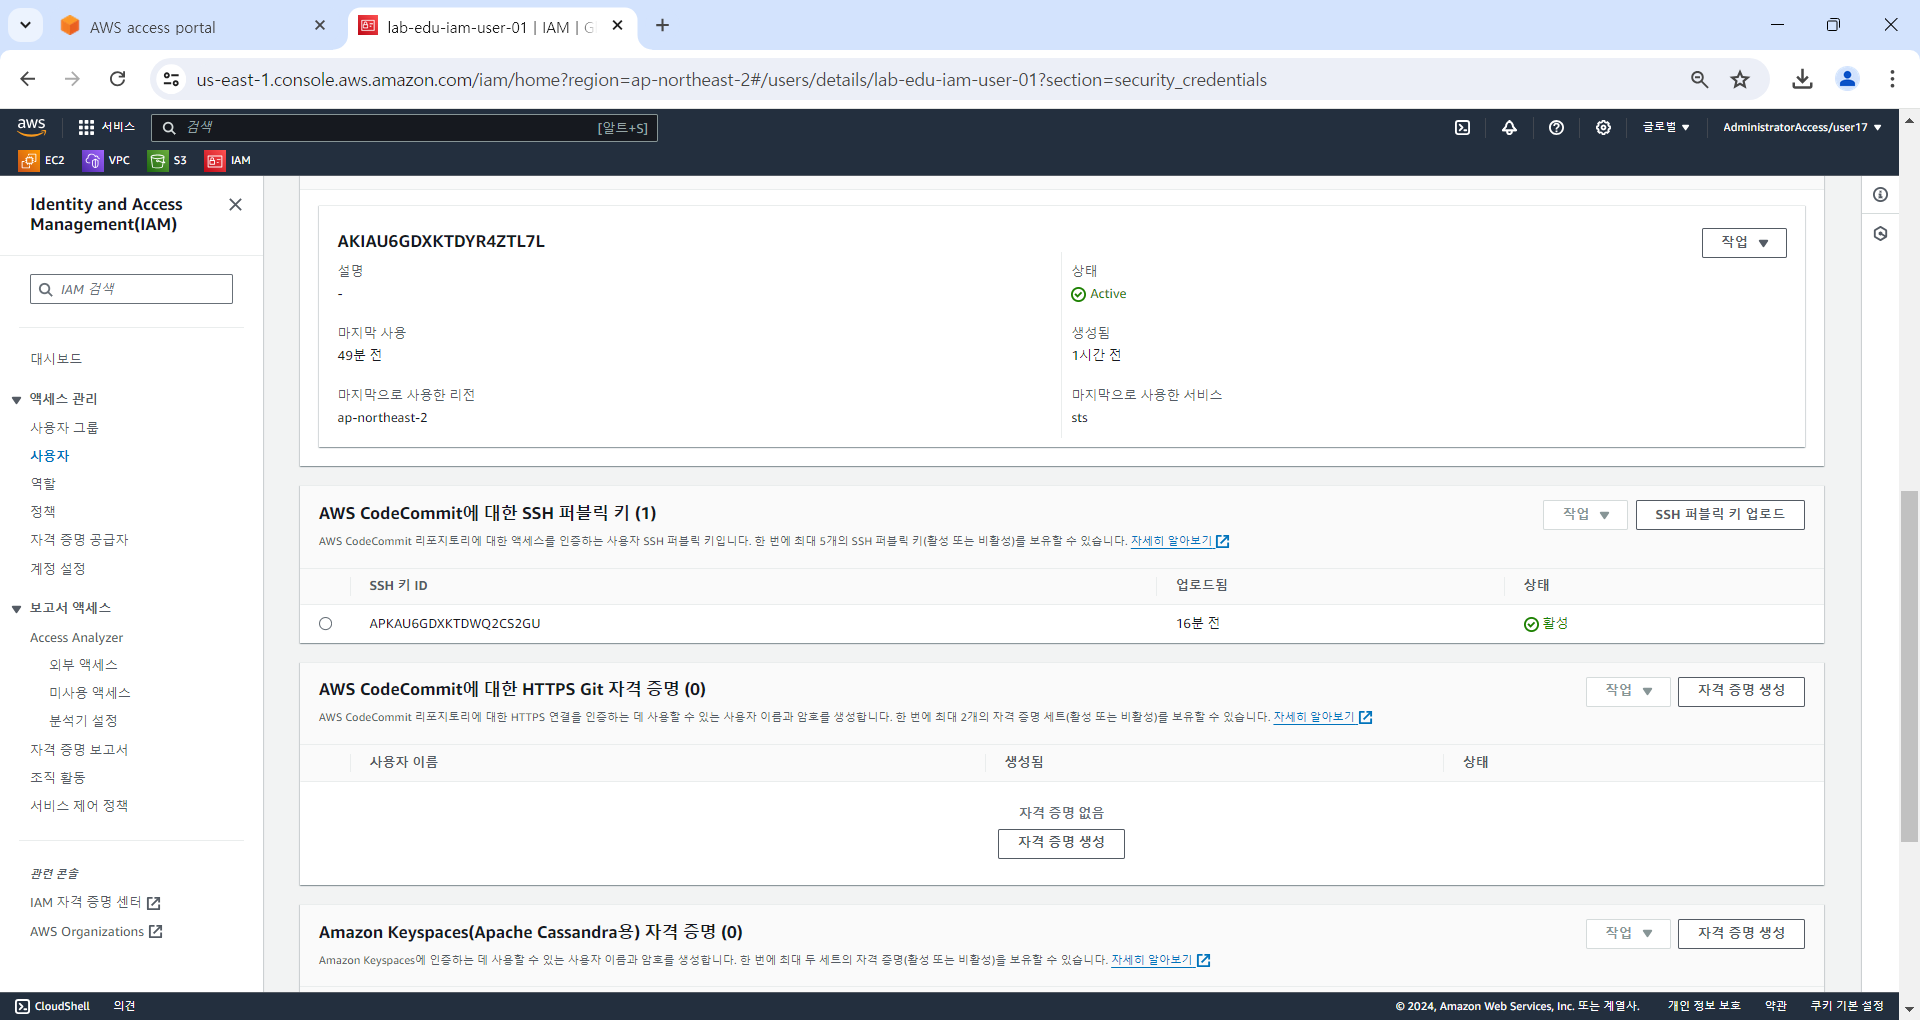 AWS access portal
lab-edu-iam-user-01 | IAM | G
us-east-1.console.aws.amazon.com/iam/home?region=ap-northeast-2#/users/details/lab-edu-iam-user-01?section=security_credentials
aws
서비스
검색
[알트+S]
글로벌
AdministratorAccess/user17
EC2
VPC
S3
IAM
Identity and Access
Management(IAM)
IAM 검색
대시보드
액세스 관리
사용자 그룹
사용자
역할
정책
자격 증명 공급자
계정 설정
보고서 액세스
Access Analyzer
외부 액세스
미사용 액세스
분석기 설정
자격 증명 보고서
조직 활동
서비스 제어 정책
관련 콘솔
IAM 자격 증명 센터
AWS Organizations
AKIAU6GDXKTDYR4ZTL7L
작업
설명
-
상태
Active
마지막 사용
49분 전
생성됨
1시간 전
마지막으로 사용한 리전
ap-northeast-2
마지막으로 사용한 서비스
sts
AWS CodeCommit에 대한 SSH 퍼블릭 키 (1)
작업
SSH 퍼블릭 키 업로드
AWS CodeCommit 리포지토리에 대한 액세스를 인증하는 사용자 SSH 퍼블릭 키입니다. 한 번에 최대 5개의 SSH 퍼블릭 키(활성 또는 비활성)를 보유할 수 있습니다. 자세히 알아보기
SSH 키 ID
업로드됨
상태
APKAU6GDXKTDWQ2CS2GU
16분 전
활성
AWS CodeCommit에 대한 HTTPS Git 자격 증명 (0)
작업
자격 증명 생성
AWS CodeCommit 리포지토리에 대한 HTTPS 연결을 인증하는 데 사용할 수 있는 사용자 이름과 암호를 생성합니다. 한 번에 최대 2개의 자격 증명 세트(활성 또는 비활성)를 보유할 수 있습니다. 자세히 알아보기
사용자 이름
생성됨
상태
자격 증명 없음
자격 증명 생성
Amazon Keyspaces(Apache Cassandra용) 자격 증명 (0)
작업
자격 증명 생성
Amazon Keyspaces에 인증하는 데 사용할 수 있는 사용자 이름과 암호를 생성합니다. 한 번에 최대 두 세트의 자격 증명(활성 또는 비활성)을 보유할 수 있습니다. 자세히 알아보기
CloudShell
의견
© 2024, Amazon Web Services, Inc. 또는 계열사.
개인 정보 보호
약관
쿠키 기본 설정